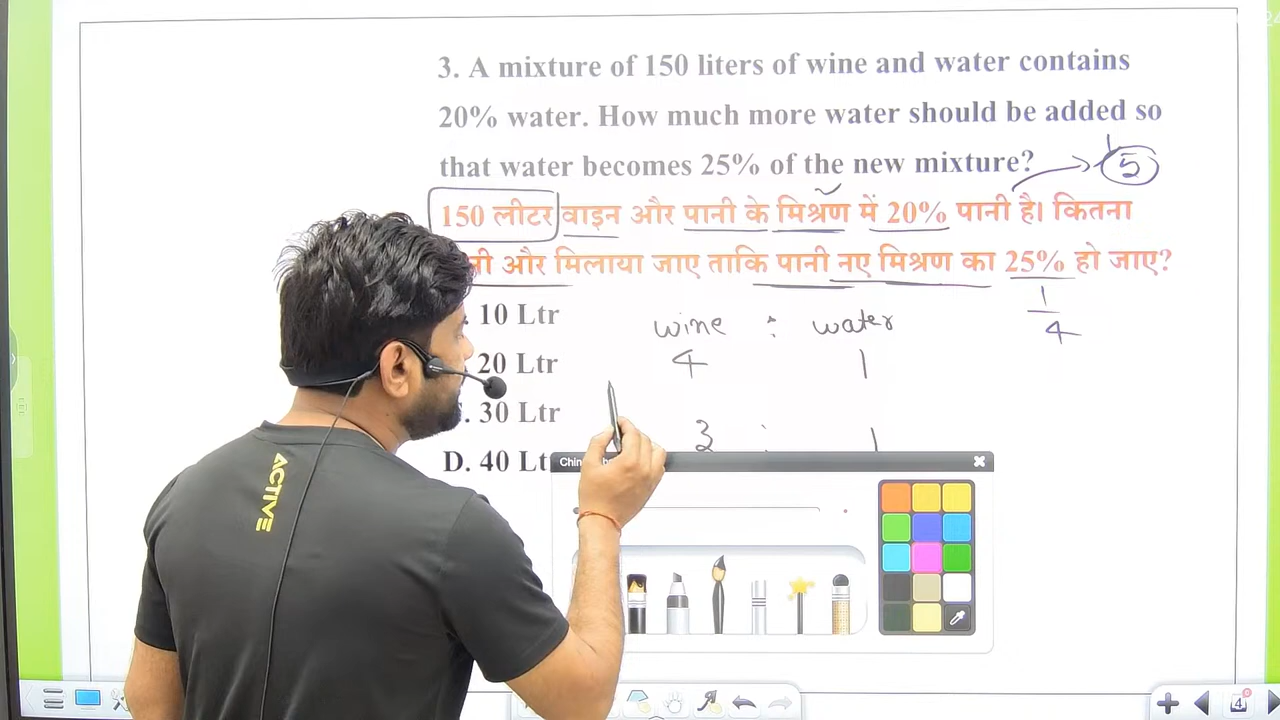 3. A mixture of 150 liters of wine and water contains
20% water. How much more water should be added so
that water becomes 25% of the new mixture?
5
150 लीटर वाइन और पानी के मिश्रण में 20% पानी है। कितना
और मिलाया जाए ताकि पानी नए मिश्रण का 25% हो जाए?
1
4
10 Ltr
wine : water
20 Ltr
4 1
30 Ltr
3 : 1
D. 40 Lt
ACTIVE
4